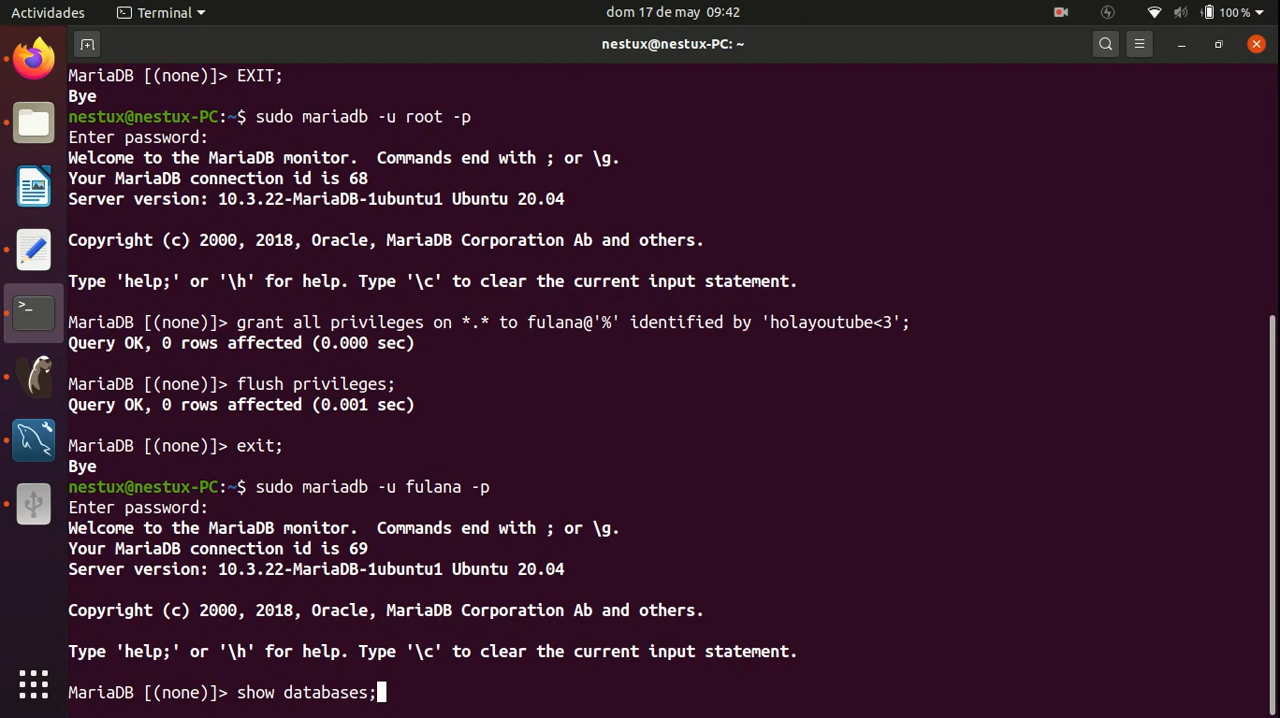 Actividades
Terminal
dom 17 de may  09:42
100 %
nestux@nestux-PC: ~
MariaDB [(none)]> EXIT;
Bye
nestux@nestux-PC:~$ sudo mariadb -u root -p
Enter password:
Welcome to the MariaDB monitor.  Commands end with ; or \g.
Your MariaDB connection id is 68
Server version: 10.3.22-MariaDB-1ubuntu1 Ubuntu 20.04
Copyright (c) 2000, 2018, Oracle, MariaDB Corporation Ab and others.
Type 'help;' or '\h' for help. Type '\c' to clear the current input statement.
MariaDB [(none)]> grant all privileges on *.* to fulana@'%' identified by 'holayoutube<3';
Query OK, 0 rows affected (0.000 sec)
MariaDB [(none)]> flush privileges;
Query OK, 0 rows affected (0.001 sec)
MariaDB [(none)]> exit;
Bye
nestux@nestux-PC:~$ sudo mariadb -u fulana -p
Enter password:
Welcome to the MariaDB monitor.  Commands end with ; or \g.
Your MariaDB connection id is 69
Server version: 10.3.22-MariaDB-1ubuntu1 Ubuntu 20.04
Copyright (c) 2000, 2018, Oracle, MariaDB Corporation Ab and others.
Type 'help;' or '\h' for help. Type '\c' to clear the current input statement.
MariaDB [(none)]> show databases;